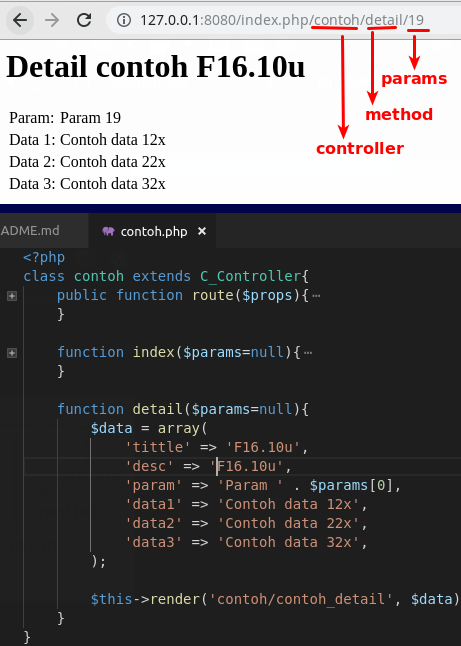 127.0.0.1:8080/index.php/contoh/detail/19
params
method
controller
Detail contoh F16.10u
Param: Param 19
Data 1: Contoh data 12x
Data 2: Contoh data 22x
Data 3: Contoh data 32x
ADME.md
contoh.php ×
<?php
class contoh extends C_Controller{
public function route($props){⋯
}
function index($params=null){⋯
}
function detail($params=null){
$data = array(
'tittle' => 'F16.10u',
'desc' => 'F16.10u',
'param' => 'Param ' . $params[0],
'data1' => 'Contoh data 12x',
'data2' => 'Contoh data 22x',
'data3' => 'Contoh data 32x',
);
$this->render('contoh/contoh_detail', $data)
}
}